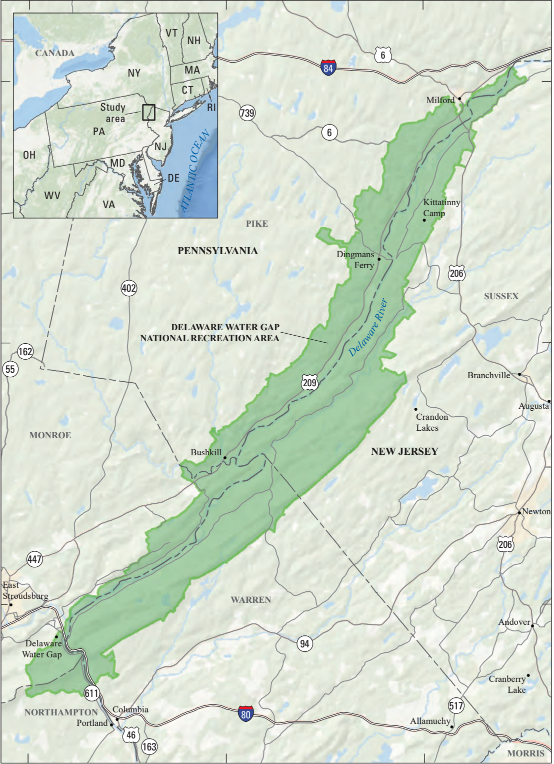 CANADA
VT
NH
NY
MA
CT
RI
Study
area
PA
NJ
OH
MD
DE
WV
VA
ATLANTIC OCEAN
6
84
Milford
739
6
Kittatinny
Camp
PIKE
PENNSYLVANIA
Dingmans
Ferry
206
402
SUSSEX
DELAWARE WATER GAP
NATIONAL RECREATION AREA
Delaware River
162
55
209
Branchville
Augusta
Crandon
Lakes
MONROE
Bushkill
NEW JERSEY
Newton
206
447
East
Stroudsburg
WARREN
Andover
94
Delaware
Water Gap
Cranberry
Lake
611
NORTHAMPTON
Columbia
Portland
80
517
Allamuchy
46
163
MORRIS